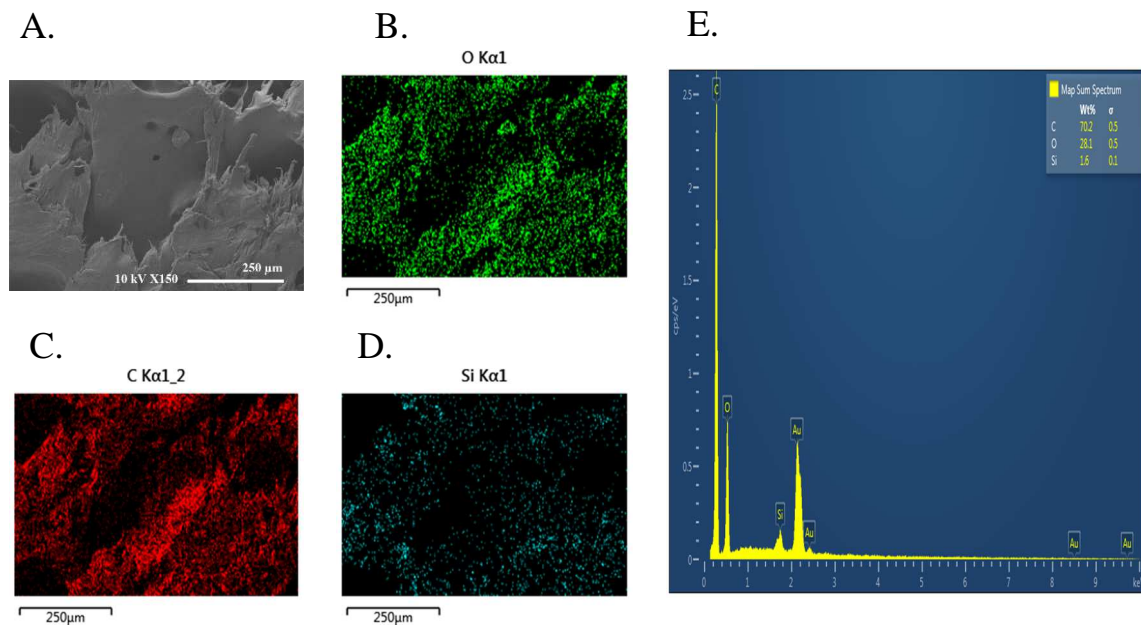 A.
B.
E.
O Kα1
250 µm
10 kV X150
250µm
C.
D.
C Kα1_2
Si Kα1
250µm
250µm
Map Sum Spectrum
Wt% σ
C 70.2 0.5
O 28.1 0.5
Si 1.6 0.1
C
O
Si
Au
Au
Au
Au
2.5
2
1.5
1
0.5
0
cps/eV
0 1 2 3 4 5 6 7 8 9